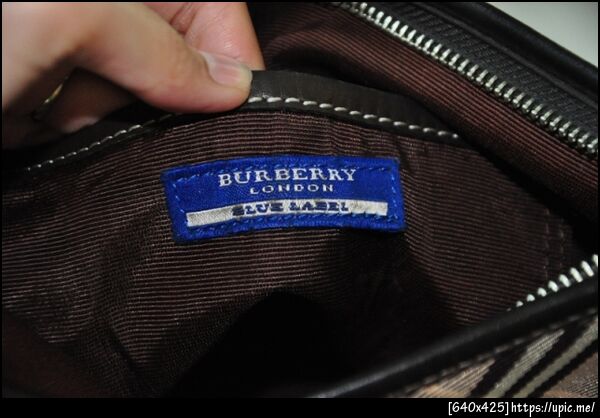 BURBERRY
LONDON
BLUE LABEL
[640x425]https://upic.me/